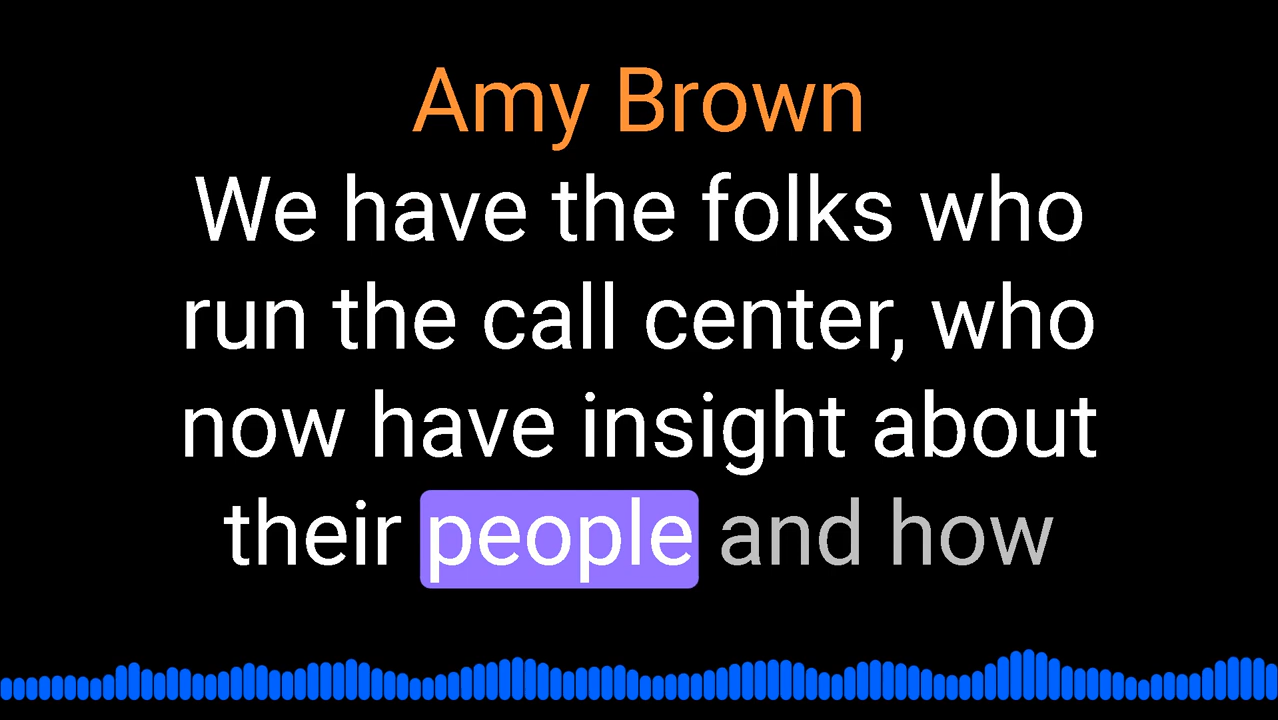 Amy Brown
We have the folks who
run the call center, who
now have insight about
their people and how